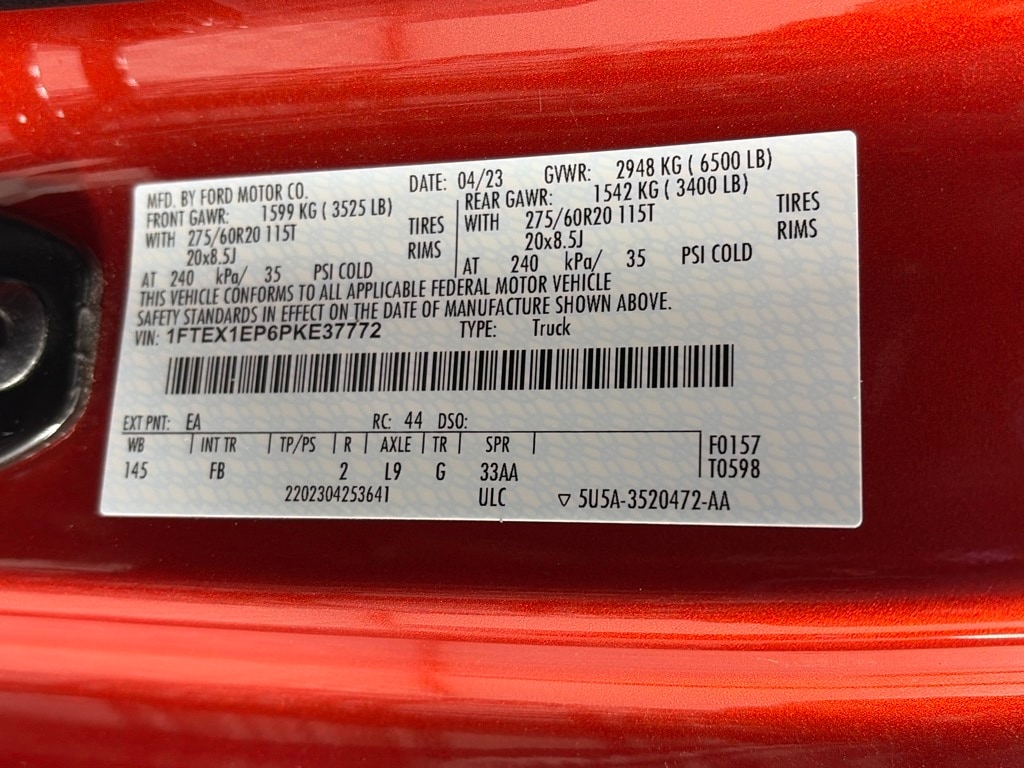 MFD. BY FORD MOTOR CO. DATE: 04/23 GVWR: 2948 KG ( 6500 LB)
FRONT GAWR: 1599 KG ( 3525 LB) REAR GAWR: 1542 KG ( 3400 LB)
WITH 275/60R20 115T TIRES WITH 275/60R20 115T TIRES
20x8.5J RIMS 20x8.5J RIMS
AT 240 kPa/ 35 PSI COLD AT 240 kPa/ 35 PSI COLD
THIS VEHICLE CONFORMS TO ALL APPLICABLE FEDERAL MOTOR VEHICLE
SAFETY STANDARDS IN EFFECT ON THE DATE OF MANUFACTURE SHOWN ABOVE.
VIN: 1FTEX1EP6PKE37772 TYPE: Truck
EXT PNT: EA RC: 44 DSO:
WB INT TR TP/PS R AXLE TR SPR F0157
145 FB 2 L9 G 33AA T0598
2202304253641 ULC ▽ 5U5A-3520472-AA